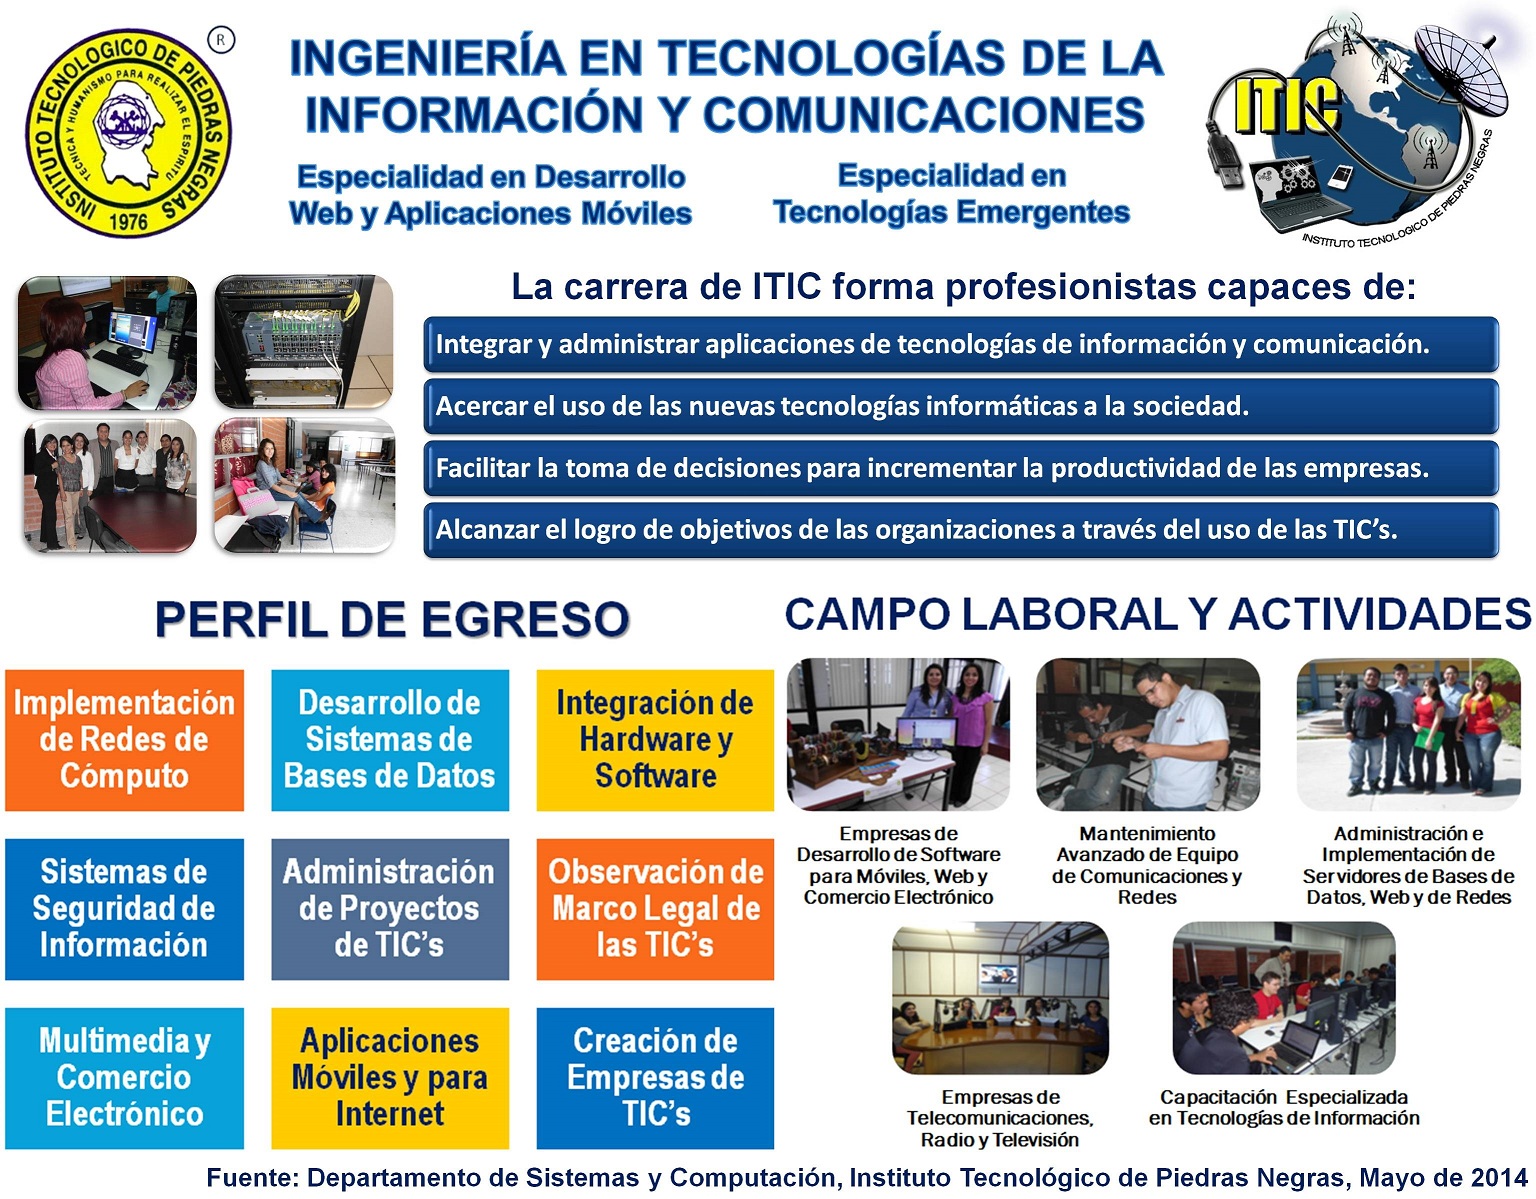 INSTITUTO TECNOLOGICO DE PIEDRAS NEGRAS
TECNICA Y HUMANISMO PARA REALIZAR EL ESPIRITU
1976
R
INGENIERÍA EN TECNOLOGÍAS DE LA
INFORMACIÓN Y COMUNICACIONES
Especialidad en Desarrollo
Web y Aplicaciones Móviles
Especialidad en
Tecnologías Emergentes
ITIC
INSTITUTO TECNOLOGICO DE PIEDRAS NEGRAS
La carrera de ITIC forma profesionistas capaces de:
Integrar y administrar aplicaciones de tecnologías de información y comunicación.
Acercar el uso de las nuevas tecnologías informáticas a la sociedad.
Facilitar la toma de decisiones para incrementar la productividad de las empresas.
Alcanzar el logro de objetivos de las organizaciones a través del uso de las TIC’s.
PERFIL DE EGRESO
Implementación
de Redes de
Cómputo
Desarrollo de
Sistemas de
Bases de Datos
Integración de
Hardware y
Software
Sistemas de
Seguridad de
Información
Administración
de Proyectos
de TIC’s
Observación de
Marco Legal de
las TIC’s
Multimedia y
Comercio
Electrónico
Aplicaciones
Móviles y para
Internet
Creación de
Empresas de
TIC’s
CAMPO LABORAL Y ACTIVIDADES
Empresas de
Desarrollo de Software
para Móviles, Web y
Comercio Electrónico
Mantenimiento
Avanzado de Equipo
de Comunicaciones y
Redes
Administración e
Implementación de
Servidores de Bases de
Datos, Web y de Redes
Empresas de
Telecomunicaciones,
Radio y Televisión
Capacitación Especializada
en Tecnologías de Información
Fuente: Departamento de Sistemas y Computación, Instituto Tecnológico de Piedras Negras, Mayo de 2014